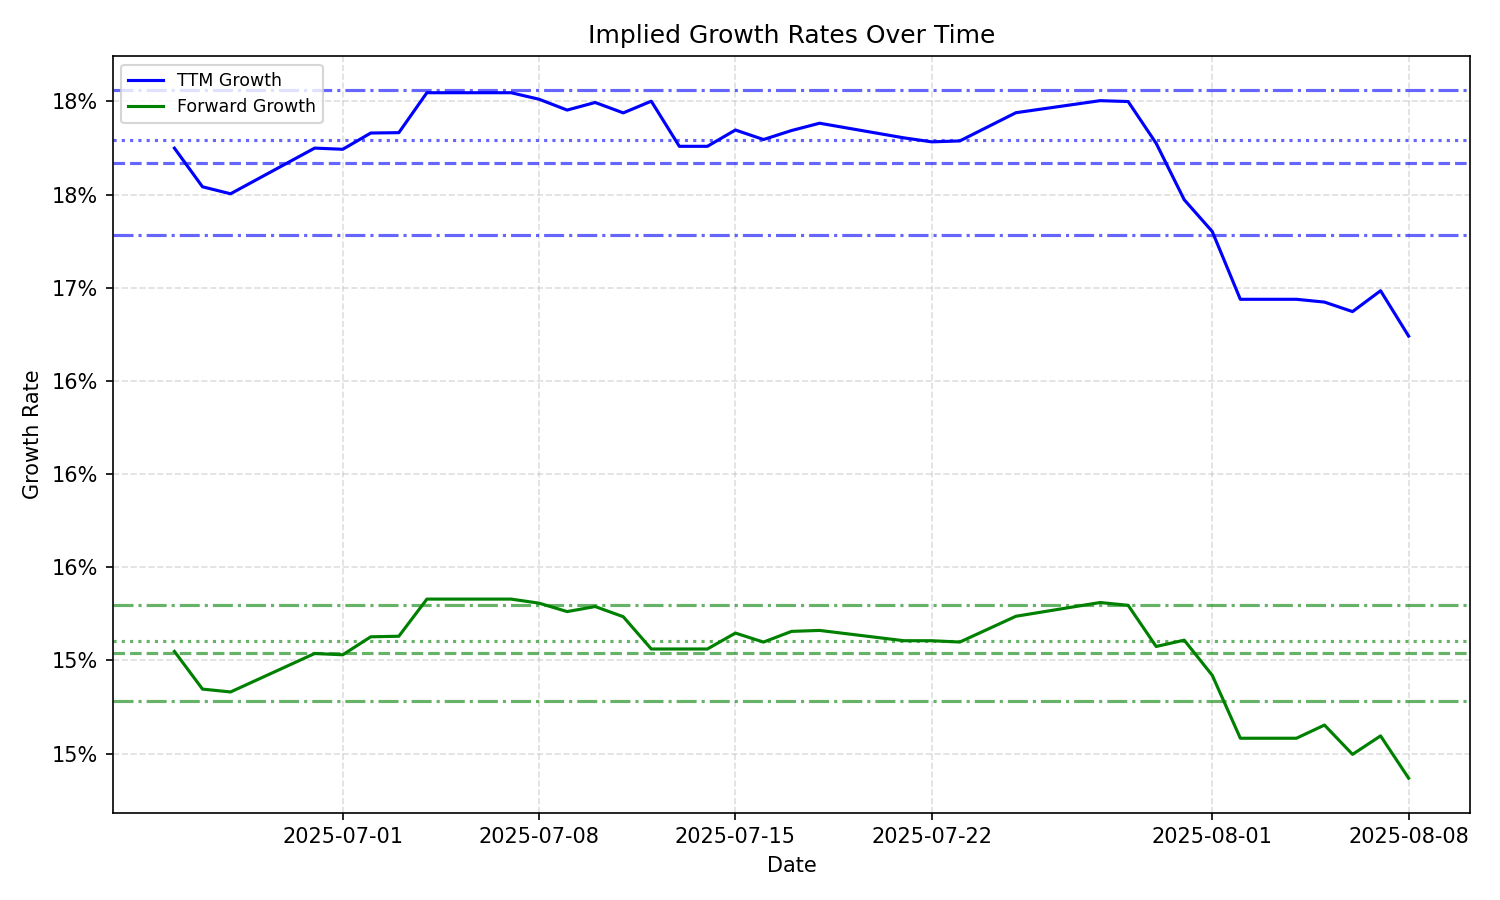 Implied Growth Rates Over Time
TTM Growth
Forward Growth
18%
18%
17%
16%
16%
16%
15%
15%
Growth Rate
2025-07-01
2025-07-08
2025-07-15
2025-07-22
2025-08-01
2025-08-08
Date